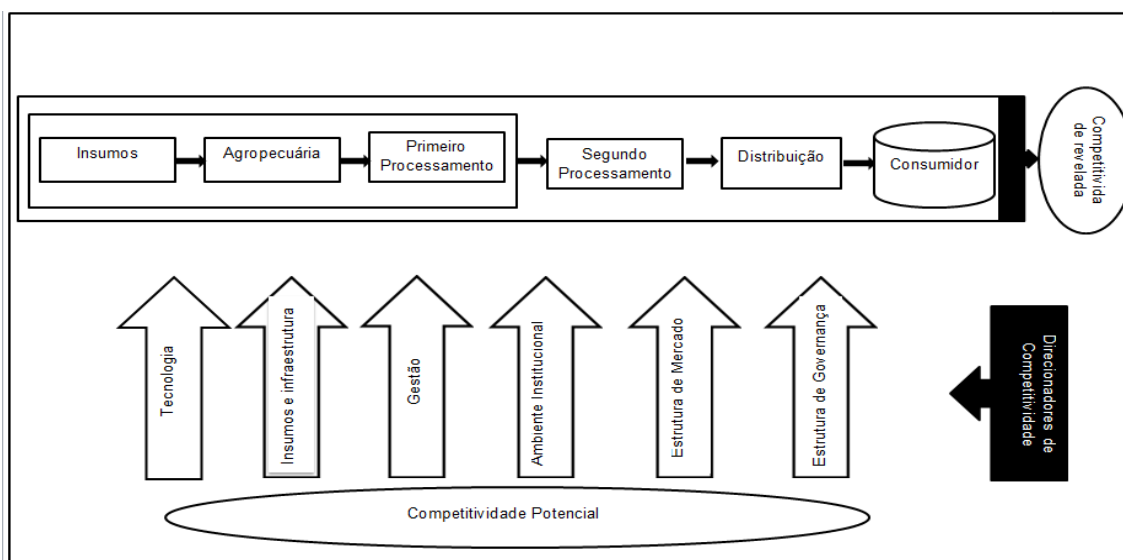 Insumos
Agropecuária
Primeiro
Processamento
Segundo
Processamento
Distribuição
Consumidor
Competitivida
de revelada
Tecnologia
Insumos e infraestrutura
Gestão
Ambiente Institucional
Estrutura de Mercado
Estrutura de Governança
Direcionadores de
Competitividade
Competitividade Potencial